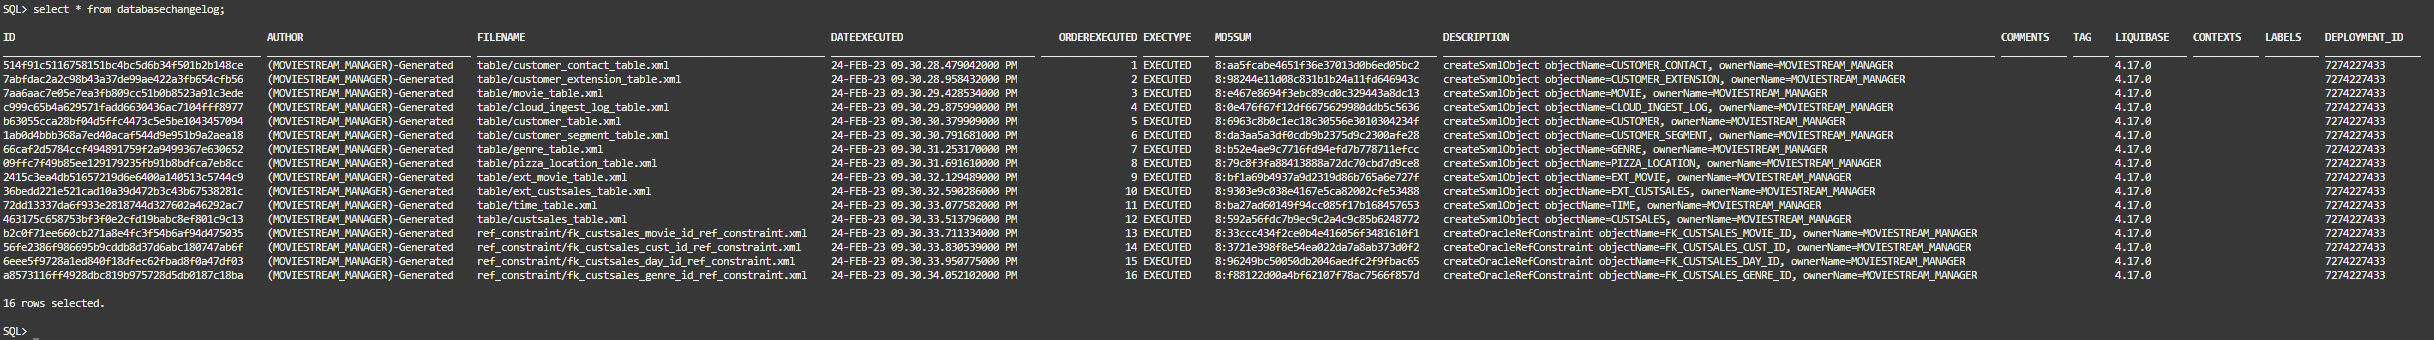 SQL> select * from databasechangelog;
ID AUTHOR FILENAME DATEEXECUTED ORDEREXECUTED EXECTYPE MD5SUM DESCRIPTION COMMENTS TAG LIQUIBASE CONTEXTS LABELS DEPLOYMENT_ID
514f91c5116758151bc4bc5d6b34f501b2b148ce (MOVIESTREAM_MANAGER)-Generated table/customer_contact_table.xml 24-FEB-23 09.30.28.479042000 PM 1 EXECUTED 8:aa5fcabe4651f36e37013d0b6ed05bc2 createSxmlObject objectName=CUSTOMER_CONTACT, ownerName=MOVIESTREAM_MANAGER 4.17.0 7274227433
7abfdac2a2c98b43a37de99ae422a3fb654cfb56 (MOVIESTREAM_MANAGER)-Generated table/customer_extension_table.xml 24-FEB-23 09.30.28.958432000 PM 2 EXECUTED 8:98244e11d08c831b1b24a11fd646943c createSxmlObject objectName=CUSTOMER_EXTENSION, ownerName=MOVIESTREAM_MANAGER 4.17.0 7274227433
7aa6aac7e05e7ea3fb809cc51b0b8523a91c3ede (MOVIESTREAM_MANAGER)-Generated table/movie_table.xml 24-FEB-23 09.30.29.428534000 PM 3 EXECUTED 8:e467e8694f3ebc89cd0c329443a8dc13 createSxmlObject objectName=MOVIE, ownerName=MOVIESTREAM_MANAGER 4.17.0 7274227433
c999c65b4a629571fadd6630436ac7104fff8977 (MOVIESTREAM_MANAGER)-Generated table/cloud_ingest_log_table.xml 24-FEB-23 09.30.29.875990000 PM 4 EXECUTED 8:0e476f67f12df6675629980ddb5c5636 createSxmlObject objectName=CLOUD_INGEST_LOG, ownerName=MOVIESTREAM_MANAGER 4.17.0 7274227433
b63055cca28bf04d5ffc4473c5e5be1043457094 (MOVIESTREAM_MANAGER)-Generated table/customer_table.xml 24-FEB-23 09.30.30.379909000 PM 5 EXECUTED 8:6963c8b0c1ec18c30556e3010304234f createSxmlObject objectName=CUSTOMER, ownerName=MOVIESTREAM_MANAGER 4.17.0 7274227433
1ab0d4bbb368a7ed40acaf544d9e951b9a2aea18 (MOVIESTREAM_MANAGER)-Generated table/customer_segment_table.xml 24-FEB-23 09.30.30.791681000 PM 6 EXECUTED 8:da3aa5a3df0cdb9b2375d9c2300afe28 createSxmlObject objectName=CUSTOMER_SEGMENT, ownerName=MOVIESTREAM_MANAGER 4.17.0 7274227433
66caf2d5784ccf494891759f2a9499367e630652 (MOVIESTREAM_MANAGER)-Generated table/genre_table.xml 24-FEB-23 09.30.31.253170000 PM 7 EXECUTED 8:b52e4ae9c7716fd94efd7b778711efcc createSxmlObject objectName=GENRE, ownerName=MOVIESTREAM_MANAGER 4.17.0 7274227433
09ffc7f49b85ee129179235fb91b8bdfca7eb8cc (MOVIESTREAM_MANAGER)-Generated table/pizza_location_table.xml 24-FEB-23 09.30.31.691610000 PM 8 EXECUTED 8:79c8f3fa88413888a72dc70cbd7d9ce8 createSxmlObject objectName=PIZZA_LOCATION, ownerName=MOVIESTREAM_MANAGER 4.17.0 7274227433
2415c3ea4db51657219d6e6400a140513c5744c9 (MOVIESTREAM_MANAGER)-Generated table/ext_movie_table.xml 24-FEB-23 09.30.32.129489000 PM 9 EXECUTED 8:bf1a69b4937a9d2319d86b765a6e727f createSxmlObject objectName=EXT_MOVIE, ownerName=MOVIESTREAM_MANAGER 4.17.0 7274227433
36bedd221e521cad10a39d472b3c43b67538281c (MOVIESTREAM_MANAGER)-Generated table/ext_custsales_table.xml 24-FEB-23 09.30.32.590286000 PM 10 EXECUTED 8:9303e9c038e4167e5ca82002cfe53488 createSxmlObject objectName=EXT_CUSTSALES, ownerName=MOVIESTREAM_MANAGER 4.17.0 7274227433
72dd13337da6f933e2818744d327602a46292ac7 (MOVIESTREAM_MANAGER)-Generated table/time_table.xml 24-FEB-23 09.30.33.077582000 PM 11 EXECUTED 8:ba27ad60149f94cc085f17b168457653 createSxmlObject objectName=TIME, ownerName=MOVIESTREAM_MANAGER 4.17.0 7274227433
463175c658753bf3f0e2cfd19babc8ef801c9c13 (MOVIESTREAM_MANAGER)-Generated table/custsales_table.xml 24-FEB-23 09.30.33.513796000 PM 12 EXECUTED 8:592a56fdc7b9ec9c2a4c9c85b6248772 createSxmlObject objectName=CUSTSALES, ownerName=MOVIESTREAM_MANAGER 4.17.0 7274227433
b2c0f71ee660cb271a8e4fc3f54b6af94d475035 (MOVIESTREAM_MANAGER)-Generated ref_constraint/fk_custsales_movie_id_ref_constraint.xml 24-FEB-23 09.30.33.711334000 PM 13 EXECUTED 8:33ccc434f2ce0b4e416056f3481610f1 createOracleRefConstraint objectName=FK_CUSTSALES_MOVIE_ID, ownerName=MOVIESTREAM_MANAGER 4.17.0 7274227433
56fe2386f986695b9cddb8d37d6abc180747ab6f (MOVIESTREAM_MANAGER)-Generated ref_constraint/fk_custsales_cust_id_ref_constraint.xml 24-FEB-23 09.30.33.830539000 PM 14 EXECUTED 8:3721e398f8e54ea022da7a8ab373d0f2 createOracleRefConstraint objectName=FK_CUSTSALES_CUST_ID, ownerName=MOVIESTREAM_MANAGER 4.17.0 7274227433
6eee5f9728a1ed840f18dfec62fbad8f0a47df03 (MOVIESTREAM_MANAGER)-Generated ref_constraint/fk_custsales_day_id_ref_constraint.xml 24-FEB-23 09.30.33.950775000 PM 15 EXECUTED 8:96249bc50050db2046aedfc2f9fbac65 createOracleRefConstraint objectName=FK_CUSTSALES_DAY_ID, ownerName=MOVIESTREAM_MANAGER 4.17.0 7274227433
a8573116ff4928dbc819b975728d5db0187c18ba (MOVIESTREAM_MANAGER)-Generated ref_constraint/fk_custsales_genre_id_ref_constraint.xml 24-FEB-23 09.30.34.052102000 PM 16 EXECUTED 8:f88122d00a4bf62107f78ac7566f857d createOracleRefConstraint objectName=FK_CUSTSALES_GENRE_ID, ownerName=MOVIESTREAM_MANAGER 4.17.0 7274227433
16 rows selected.
SQL>